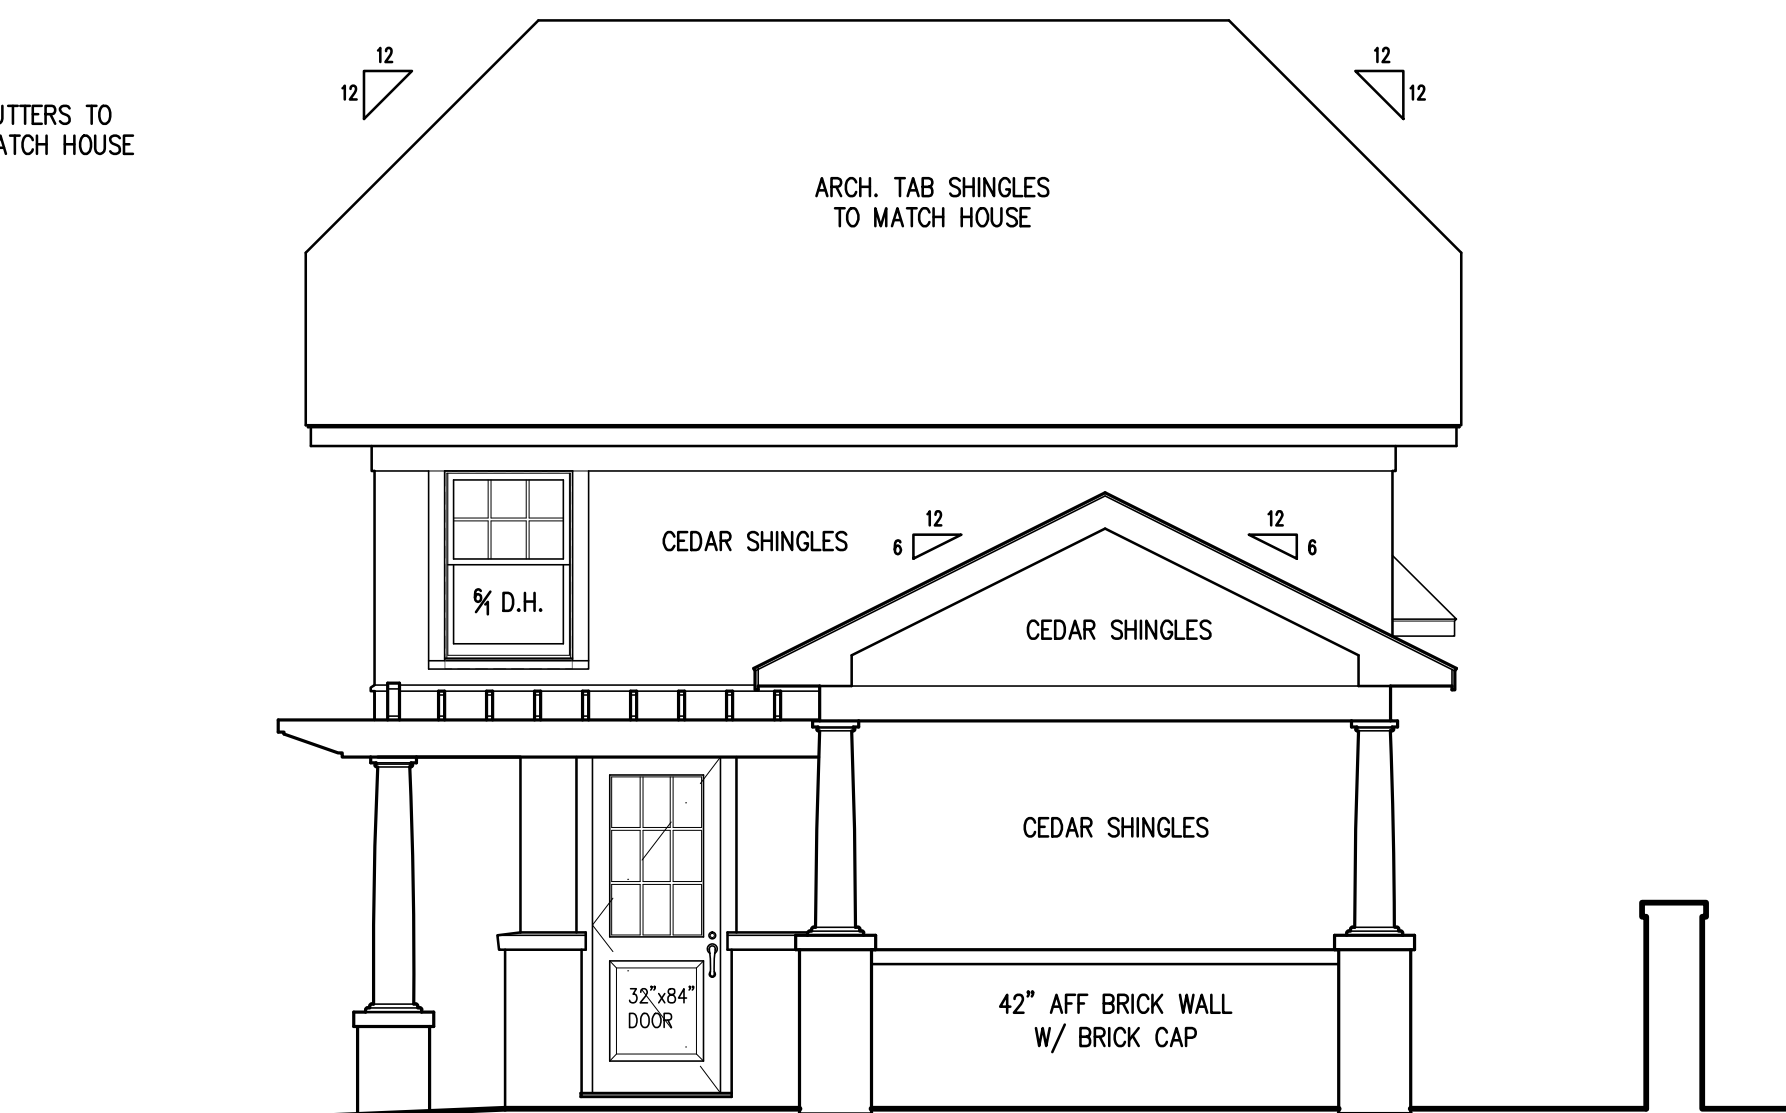 12
12
12
12
UTTERS TO
ATCH HOUSE
ARCH. TAB SHINGLES
TO MATCH HOUSE
CEDAR SHINGLES
12
6
12
6
6/1 D.H.
CEDAR SHINGLES
CEDAR SHINGLES
32"x84"
DOOR
42" AFF BRICK WALL
W/ BRICK CAP